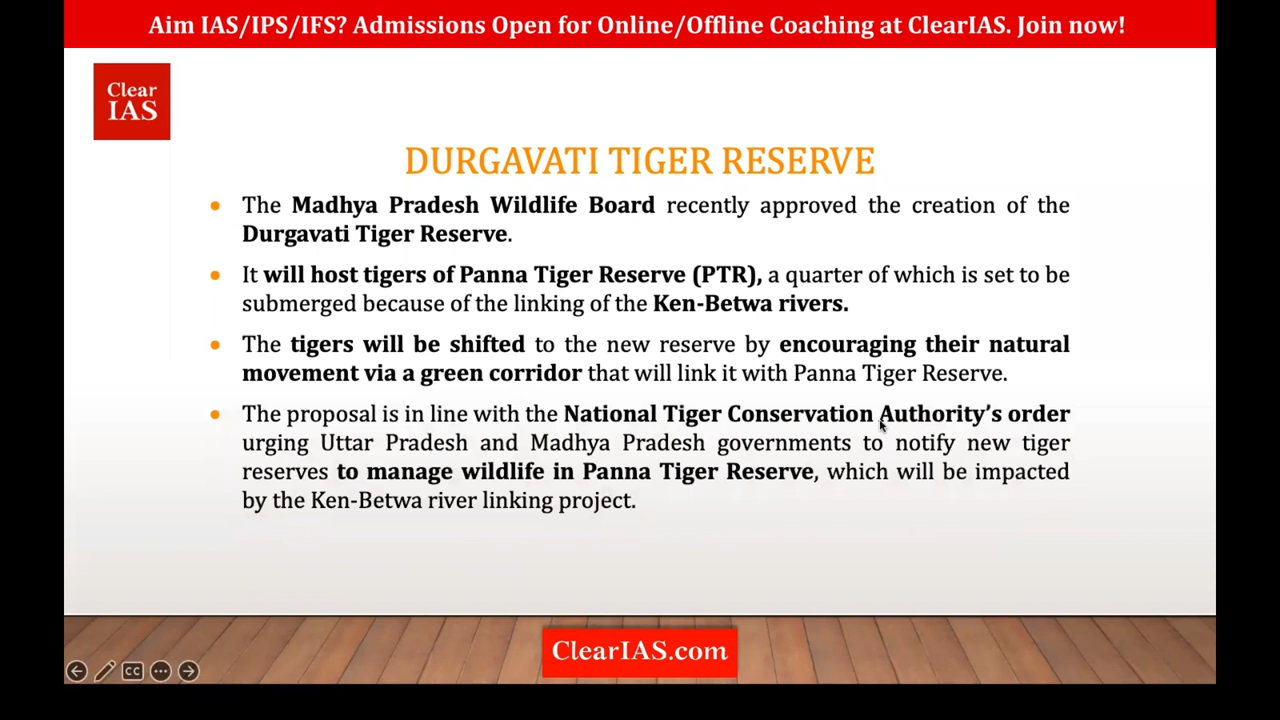 Aim IAS/IPS/IFS? Admissions Open for Online/Offline Coaching at ClearIAS. Join now!
Clear
IAS
DURGAVATI TIGER RESERVE
• The Madhya Pradesh Wildlife Board recently approved the creation of the
Durgavati Tiger Reserve.
• It will host tigers of Panna Tiger Reserve (PTR), a quarter of which is set to be
submerged because of the linking of the Ken-Betwa rivers.
• The tigers will be shifted to the new reserve by encouraging their natural
movement via a green corridor that will link it with Panna Tiger Reserve.
• The proposal is in line with the National Tiger Conservation Authority’s order
urging Uttar Pradesh and Madhya Pradesh governments to notify new tiger
reserves to manage wildlife in Panna Tiger Reserve, which will be impacted
by the Ken-Betwa river linking project.
ClearIAS.com
CC